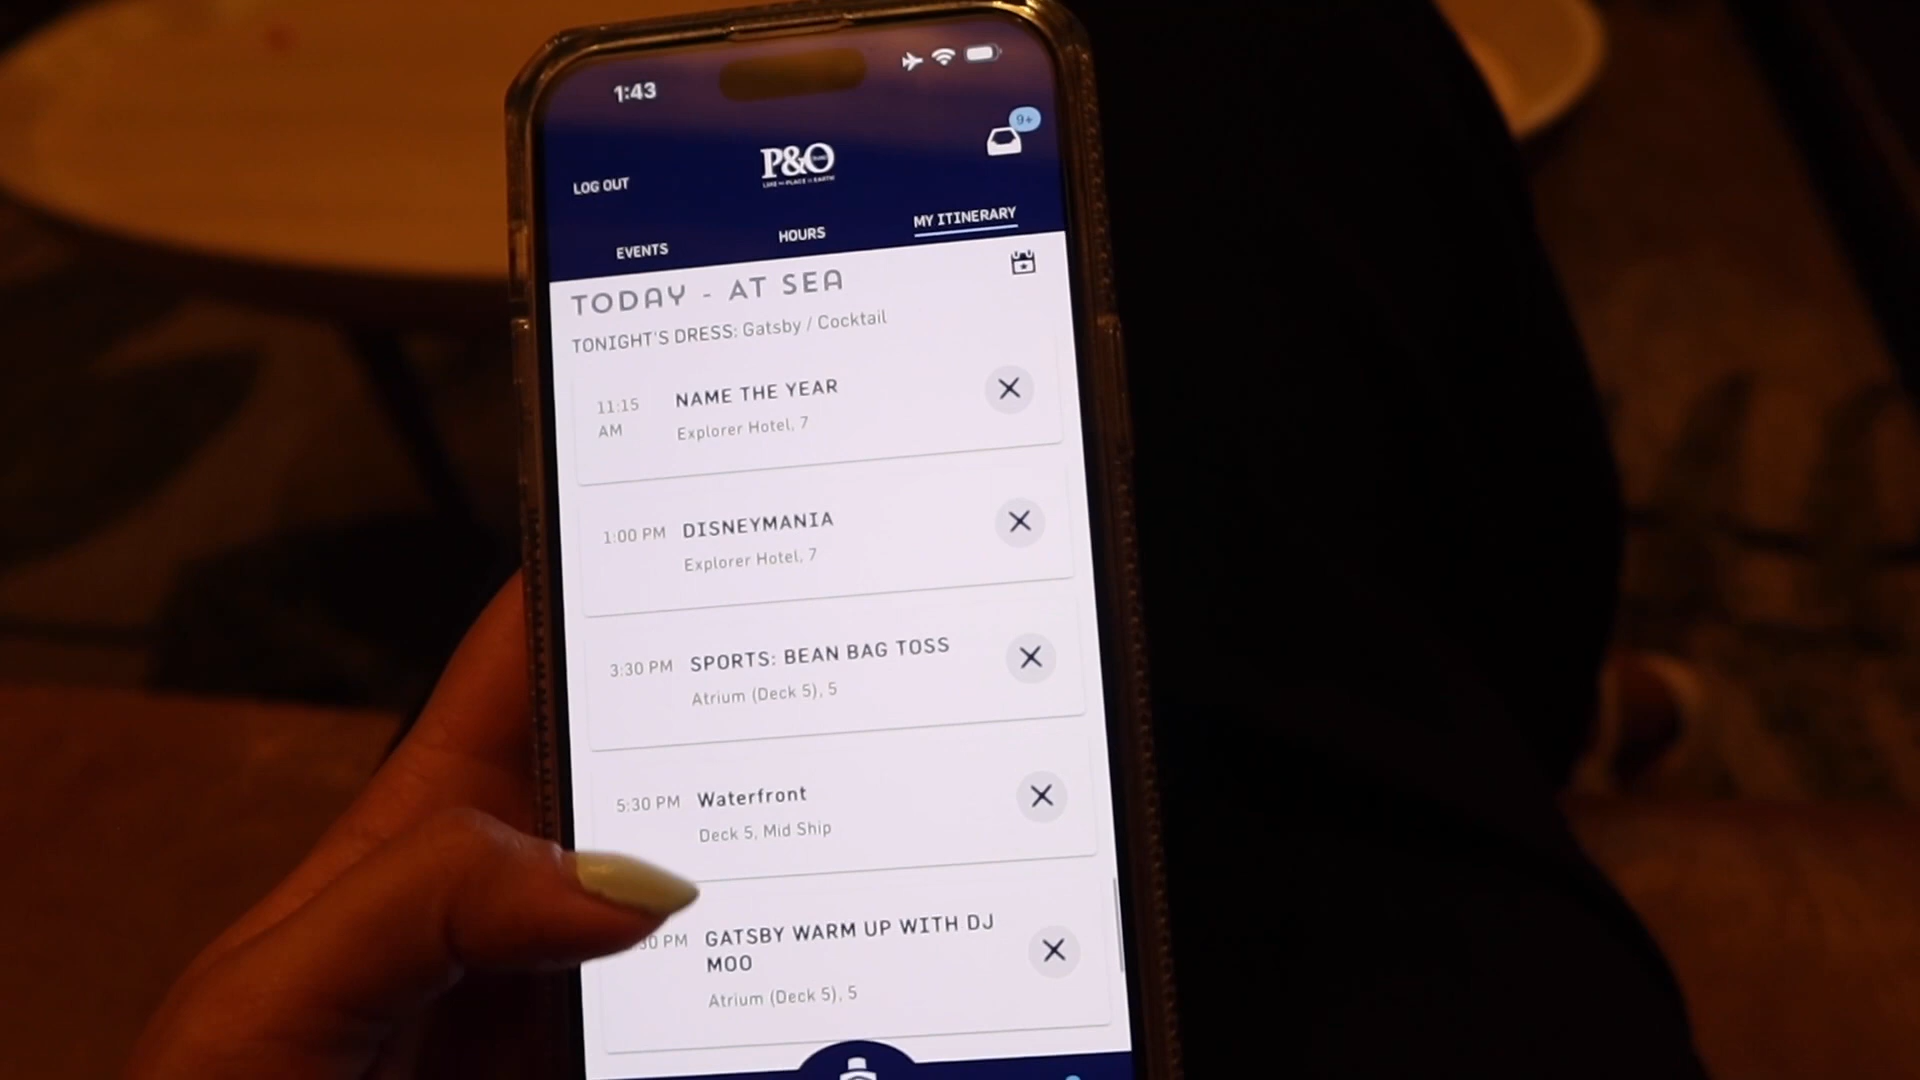 1:43
9+
P&O
LIKE NO PLACE ON EARTH
LOG OUT
EVENTS
HOURS
MY ITINERARY
TODAY - AT SEA
TONIGHT'S DRESS: Gatsby / Cocktail
11:15 AM
NAME THE YEAR
Explorer Hotel, 7
1:00 PM
DISNEYMANIA
Explorer Hotel, 7
3:30 PM
SPORTS: BEAN BAG TOSS
Atrium (Deck 5), 5
5:30 PM
Waterfront
Deck 5, Mid Ship
30 PM
GATSBY WARM UP WITH DJ
MOO
Atrium (Deck 5), 5